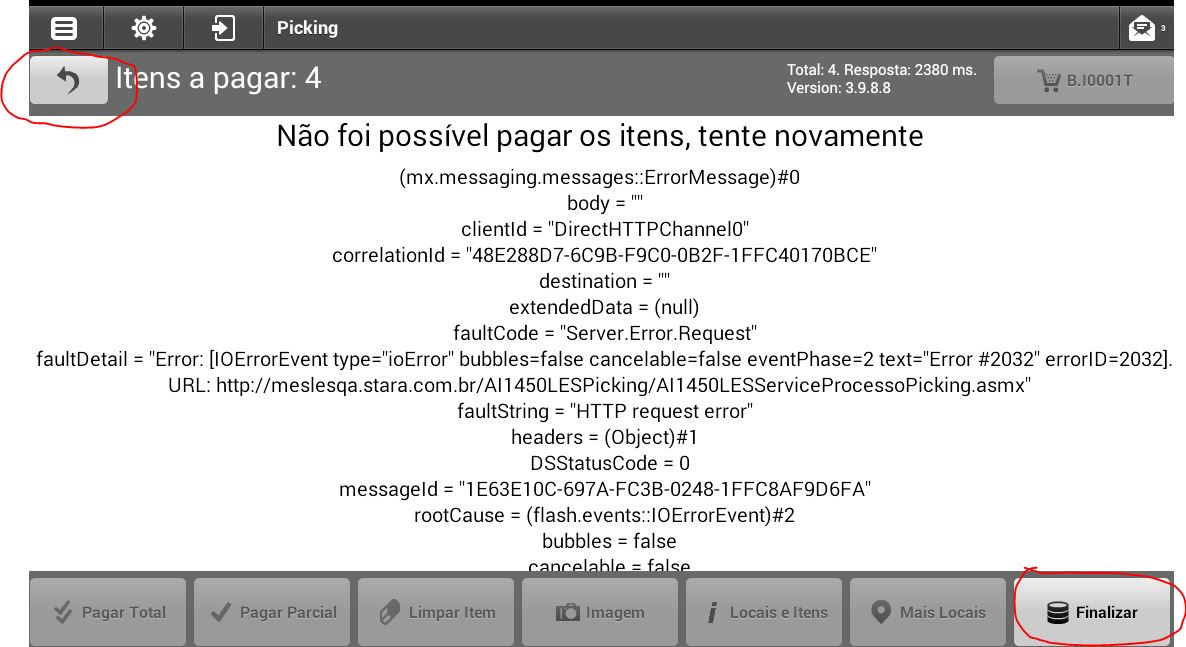 Picking
3
Itens a pagar: 4
Total: 4. Resposta: 2380 ms.
Version: 3.9.8.8
B.I0001T
Não foi possível pagar os itens, tente novamente
(mx.messaging.messages::ErrorMessage)#0
body = ""
clientId = "DirectHTTPChannel0"
correlationId = "48E288D7-6C9B-F9C0-0B2F-1FFC40170BCE"
destination = ""
extendedData = (null)
faultCode = "Server.Error.Request"
faultDetail = "Error: [IOErrorEvent type="ioError" bubbles=false cancelable=false eventPhase=2 text="Error #2032" errorID=2032].
URL: http://meslesqa.stara.com.br/AI1450LESPicking/AI1450LESServiceProcessoPicking.asmx"
faultString = "HTTP request error"
headers = (Object)#1
DSStatusCode = 0
messageId = "1E63E10C-697A-FC3B-0248-1FFC8AF9D6FA"
rootCause = (flash.events::IOErrorEvent)#2
bubbles = false
cancelable = false
Pagar Total
Pagar Parcial
Limpar Item
Imagem
Locais e Itens
Mais Locais
Finalizar